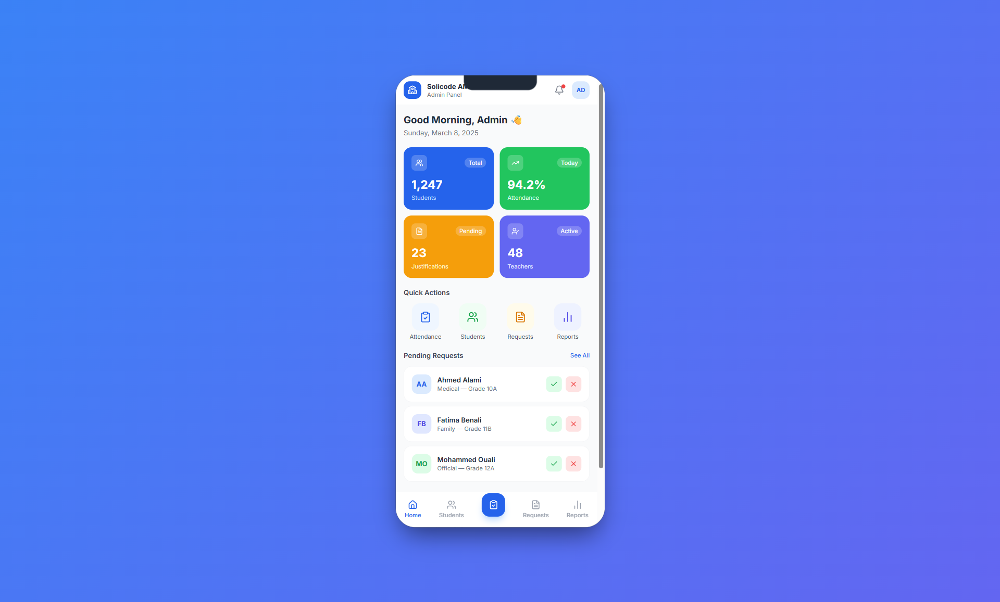 Solicode
Admin Panel
AD
Good Morning, Admin 👋
Sunday, March 8, 2025
Total
1,247
Students
Today
94.2%
Attendance
Pending
23
Justifications
Active
48
Teachers
Quick Actions
Attendance
Students
Requests
Reports
Pending Requests
See All
AA
Ahmed Alami
Medical — Grade 10A
FB
Fatima Benali
Family — Grade 11B
MO
Mohammed Ouali
Official — Grade 12A
Home
Students
Requests
Reports